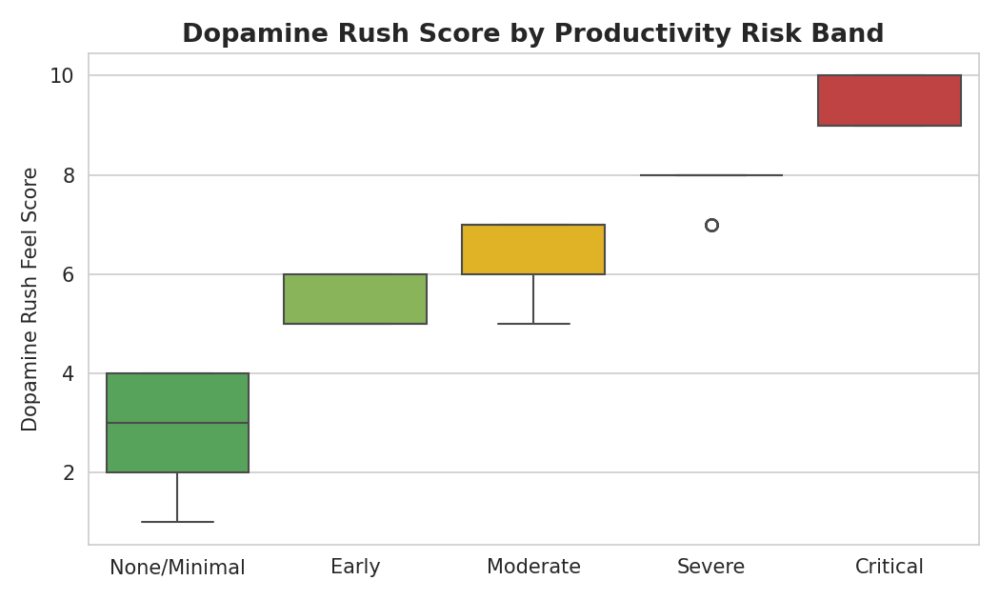 Dopamine Rush Score by Productivity Risk Band
Dopamine Rush Feel Score
10
8
6
4
2
None/Minimal Early Moderate Severe Critical